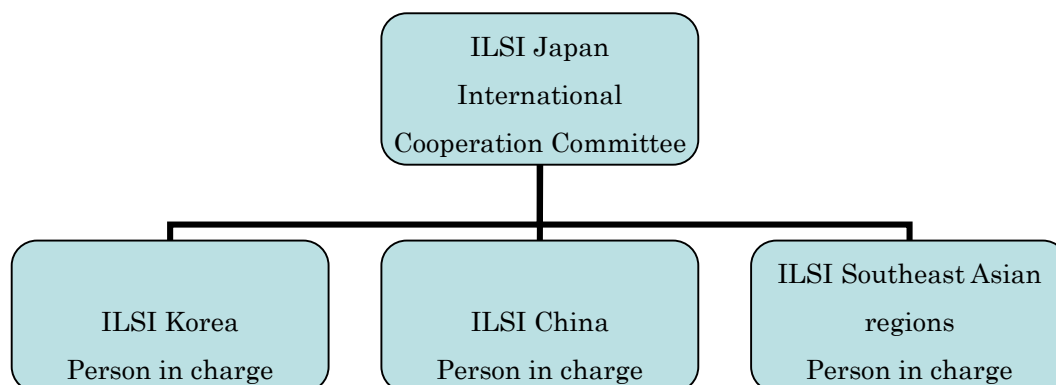 ILSI Japan
International
Cooperation Committee
ILSI Korea
Person in charge
ILSI China
Person in charge
ILSI Southeast Asian
regions
Person in charge